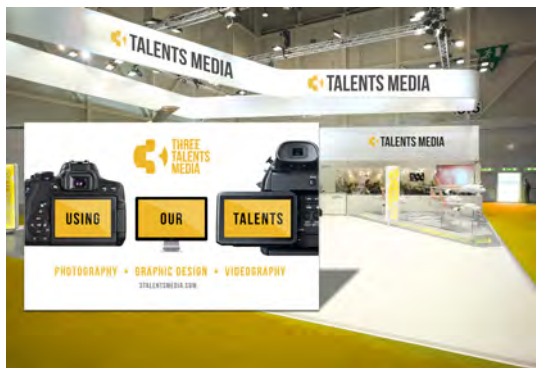 TALENTS MEDIA
TALENTS MEDIA
TALENTS MEDIA
THREE
TALENTS
MEDIA
USING OUR TALENTS
PHOTOGRAPHY • GRAPHIC DESIGN • VIDEOGRAPHY
3TALENTSMEDIA.COM